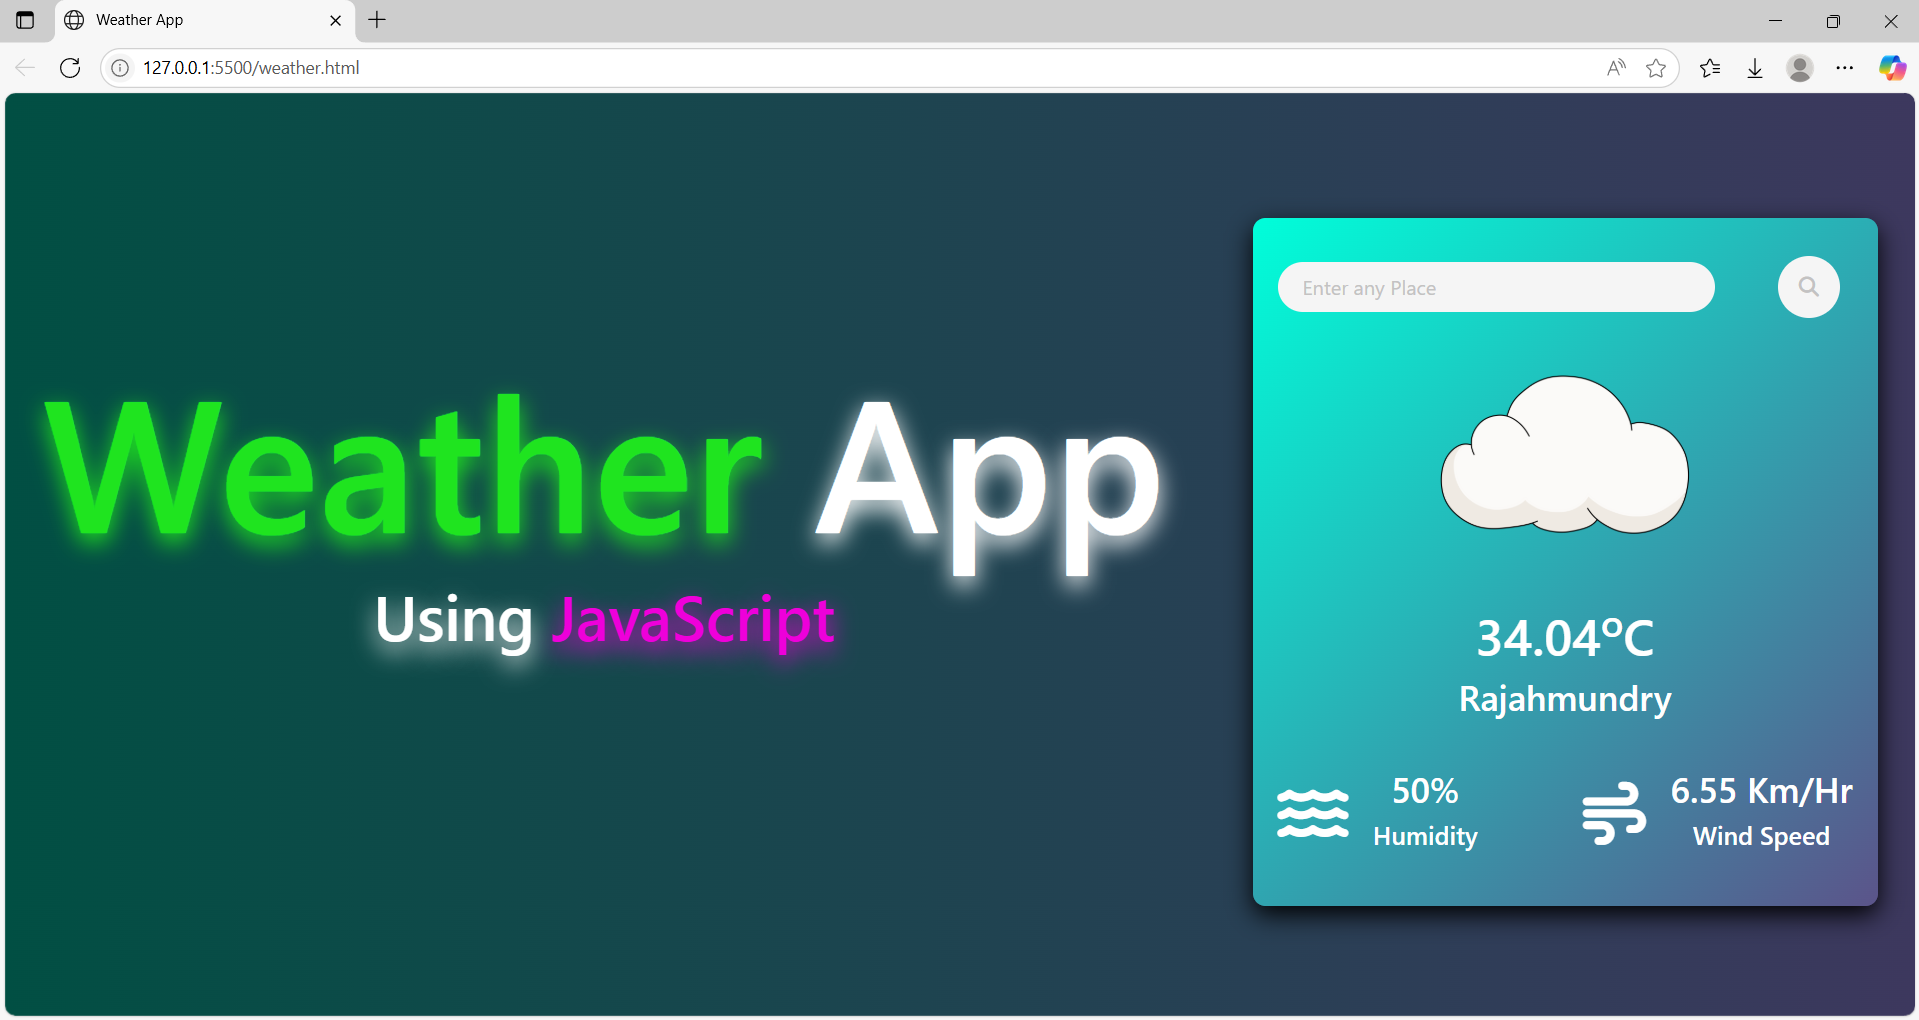 Weather App
127.0.0.1:5500/weather.html
Enter any Place
Weather App
Using JavaScript
34.04°C
Rajahmundry
50%
Humidity
6.55 Km/Hr
Wind Speed